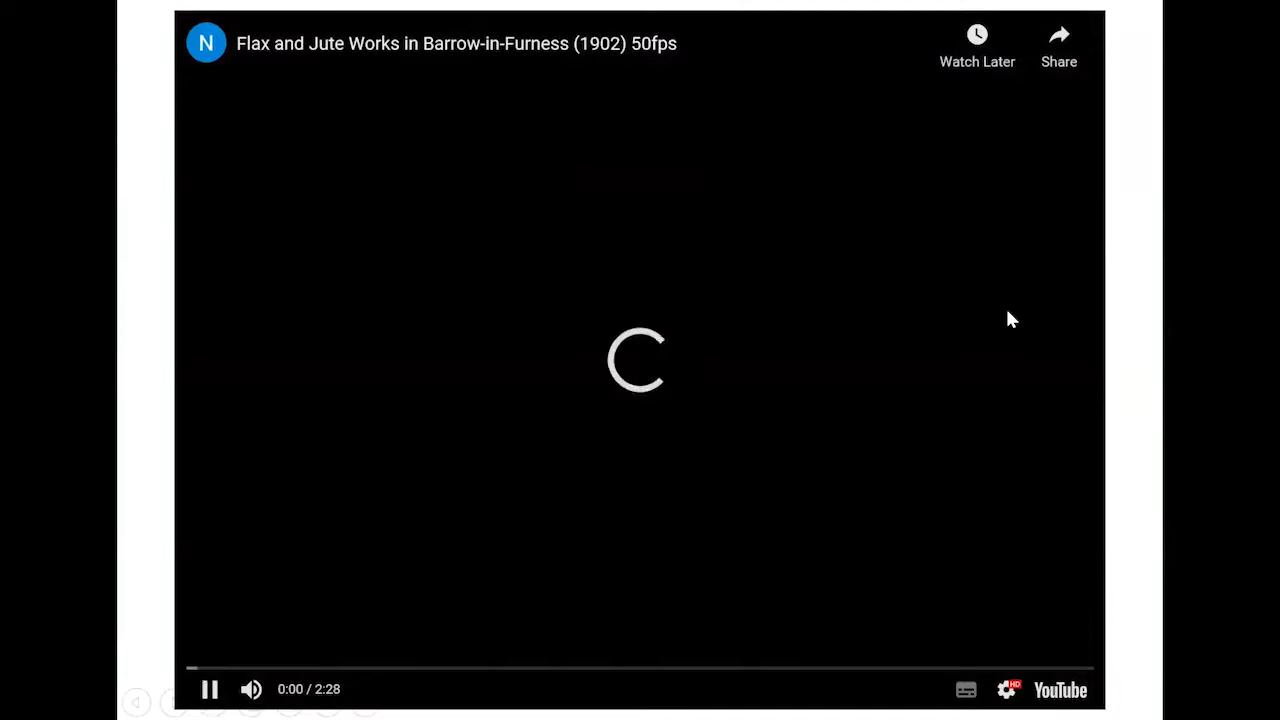 N
Flax and Jute Works in Barrow-in-Furness (1902) 50fps
Watch Later
Share
0:00 / 2:28
HD
YouTube